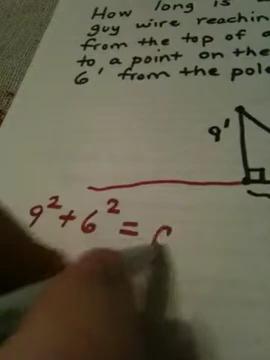 How long is
guy wire reachin
from the top of
to a point on the
6' from the pole
9'
9² + 6² =